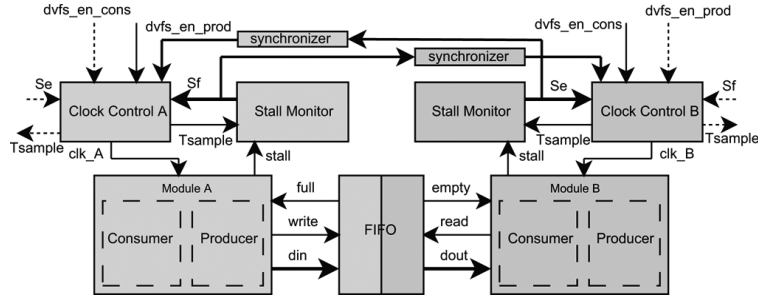 dvfs_en_cons
dvfs_en_prod
dvfs_en_prod
dvfs_en_cons
synchronizer
synchronizer
Se
Sf
Se
Sf
Clock Control A
Stall Monitor
Stall Monitor
Clock Control B
Tsample
Tsample
Tsample
Tsample
clk_A
stall
stall
clk_B
Module A
full
empty
Module B
Consumer
Producer
write
FIFO
read
Consumer
Producer
din
dout